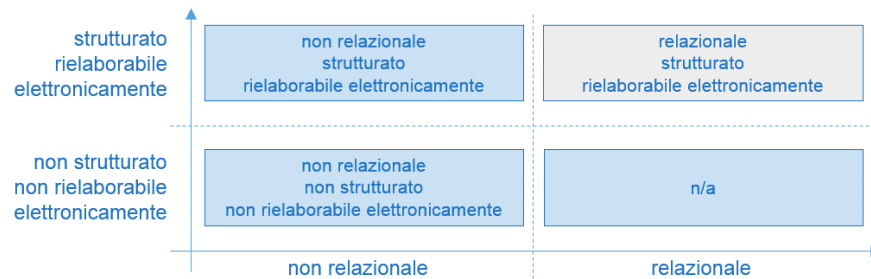 strutturato
rielaborabile
elettronicamente
non relazionale
strutturato
rielaborabile elettronicamente
relazionale
strutturato
rielaborabile elettronicamente
non strutturato
non rielaborabile
elettronicamente
non relazionale
non strutturato
non rielaborabile elettronicamente
n/a
non relazionale
relazionale